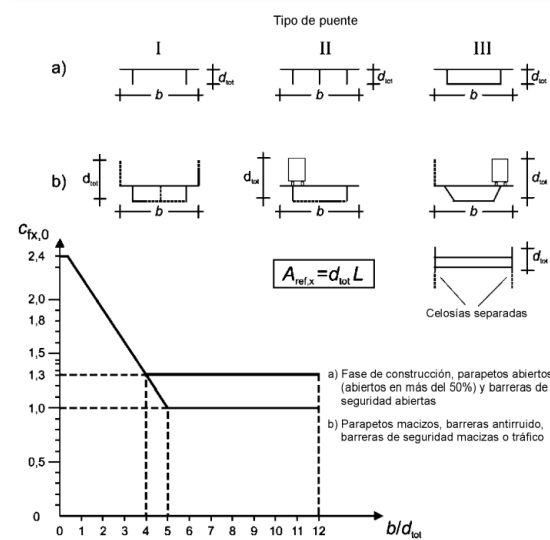 Tipo de puente
I II III
a) d_tot d_tot d_tot
b b b
b) d_tot d_tot d_tot
b b b
d_tot
Celosías separadas
A_ref,x = d_tot L
c_fx,0
2,4
2,0
1,8
1,5
1,3
1,0
0,5
0
0 1 2 3 4 5 6 7 8 9 10 11 12
b/d_tot
a) Fase de construcción, parapetos abiertos
(abiertos en más del 50%) y barreras de
seguridad abiertas
b) Parapetos macizos, barreras antirruido,
barreras de seguridad macizas o tráfico